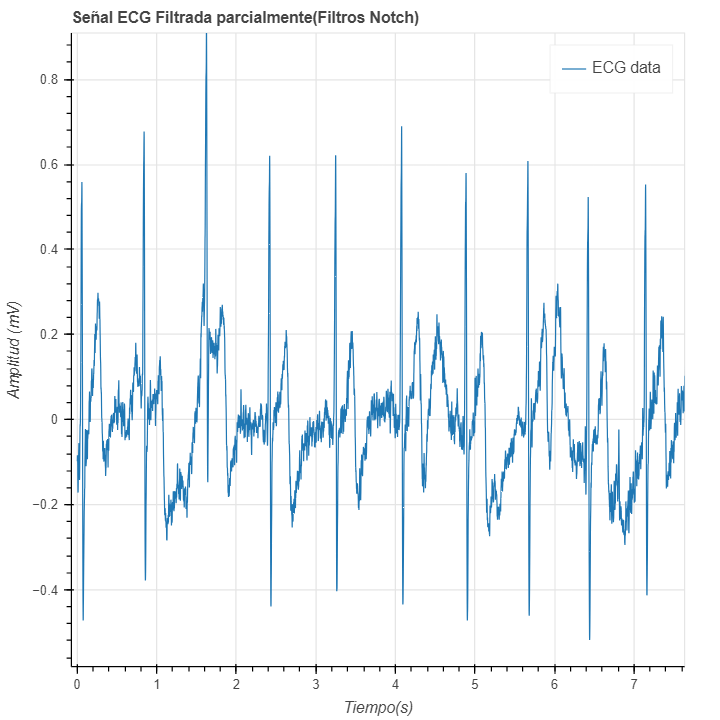 Señal ECG Filtrada parcialmente(Filtros Notch)
ECG data
Amplitud (mV)
0.8
0.6
0.4
0.2
0
−0.2
−0.4
0 1 2 3 4 5 6 7
Tiempo(s)